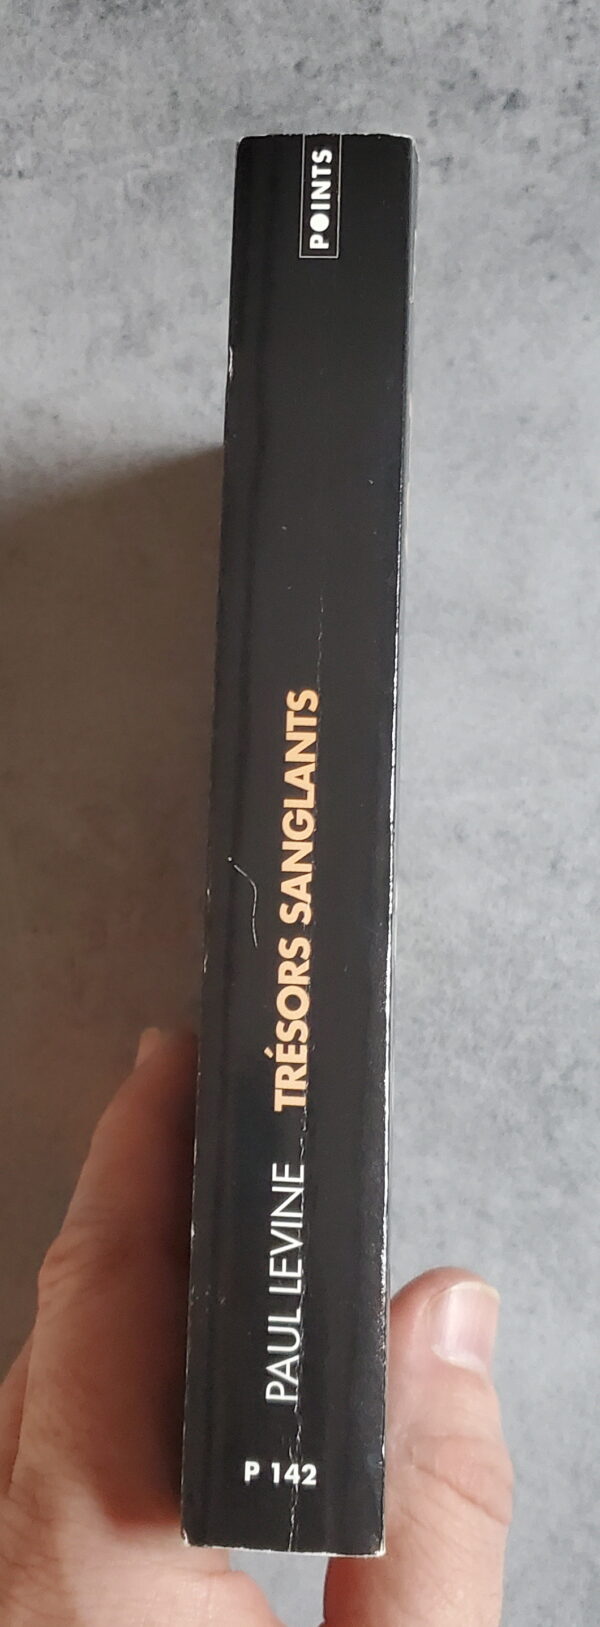 POINTS
TRÉSORS SANGLANTS
PAUL LEVINE
P 142